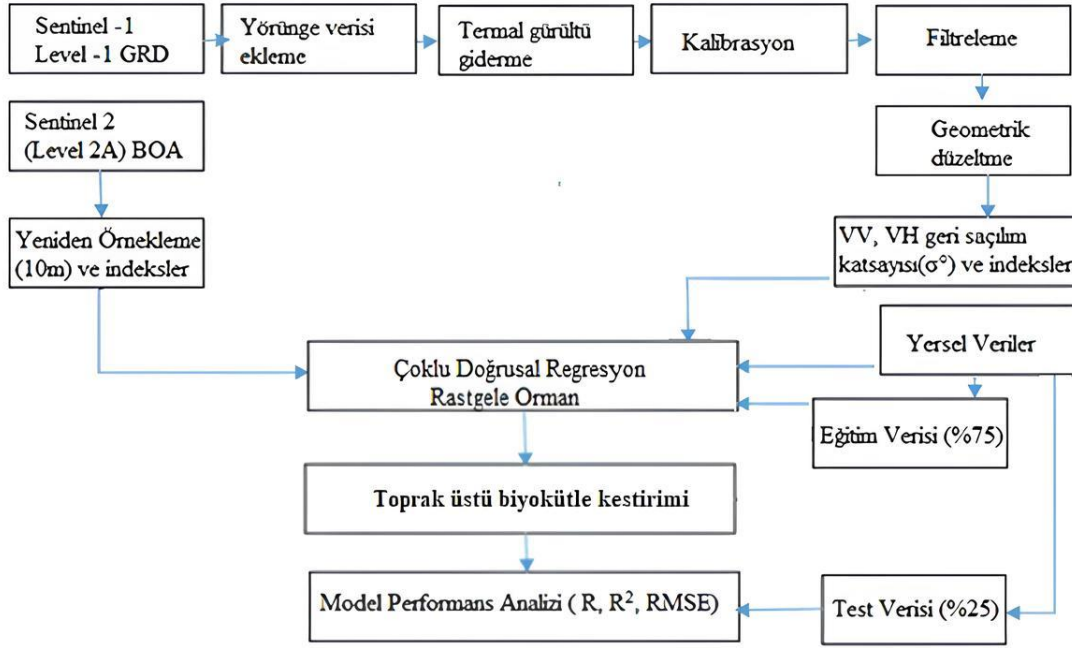 Sentinel -1
Level -1 GRD
Yörünge verisi
ekleme
Termal gürültü
giderme
Kalibrasyon
Filtreleme
Sentinel 2
(Level 2A) BOA
Geometrik
düzeltme
Yeniden Örnekleme
(10m) ve indeksler
VV, VH geri saçılım
katsayısı(σ°) ve indeksler
Yersel Veriler
Çoklu Doğrusal Regresyon
Rastgele Orman
Eğitim Verisi (%75)
Toprak üstü biyokütle kestirimi
Model Performans Analizi ( R, R², RMSE)
Test Verisi (%25)